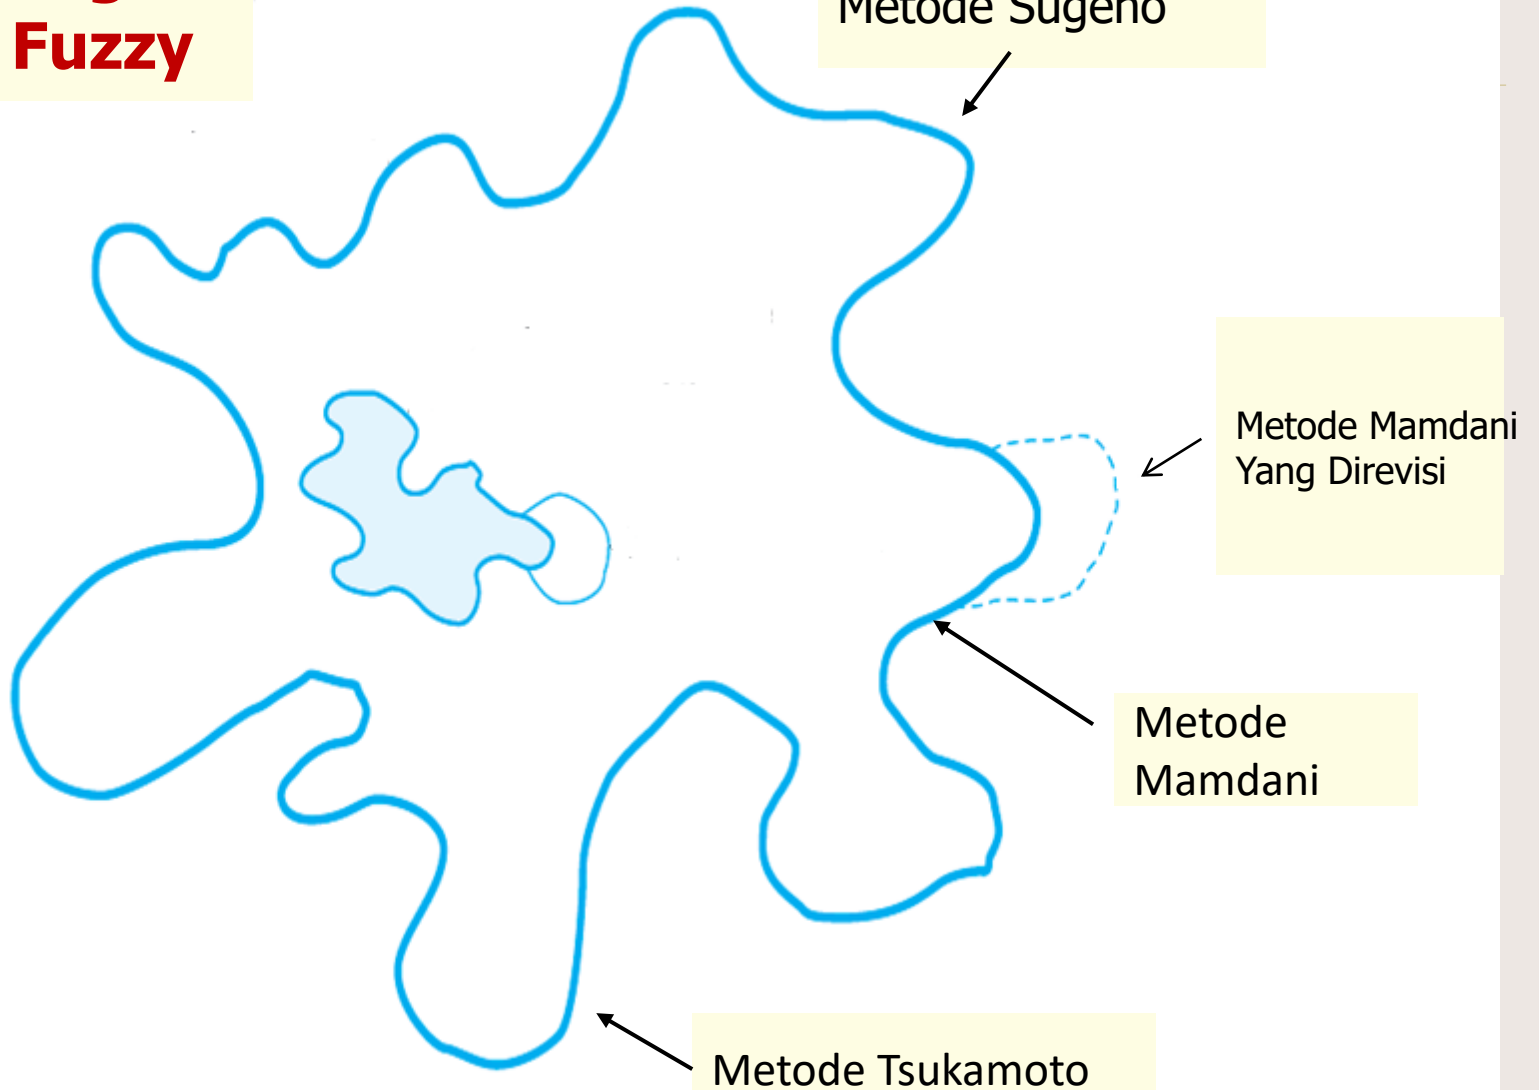 Fuzzy
Metode Sugeno
Metode Mamdani
Yang Direvisi
Metode
Mamdani
Metode Tsukamoto